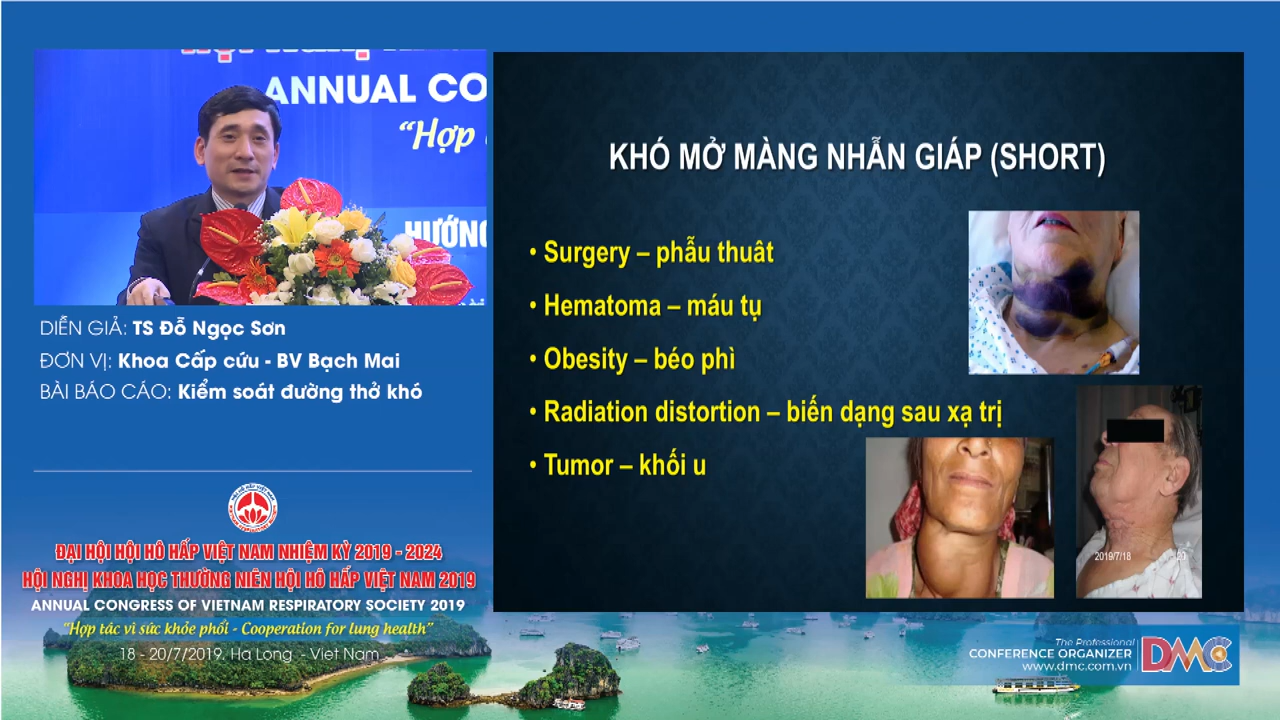 ANNUAL CO
“Hợp
HƯỚNG
DIỄN GIẢ: TS Đỗ Ngọc Sơn
ĐƠN VỊ: Khoa Cấp cứu - BV Bạch Mai
BÀI BÁO CÁO: Kiểm soát đường thở khó
ĐẠI HỘI HỘI HÔ HẤP VIỆT NAM NHIỆM KỲ 2019 - 2024
HỘI NGHỊ KHOA HỌC THƯỜNG NIÊN HỘI HÔ HẤP VIỆT NAM 2019
ANNUAL CONGRESS OF VIETNAM RESPIRATORY SOCIETY 2019
“Hợp tác vì sức khỏe phổi - Cooperation for lung health”
18 - 20/7/2019. Ha Long - Viet Nam
KHÓ MỞ MÀNG NHẪN GIÁP (SHORT)
• Surgery – phẫu thuât
• Hematoma – máu tụ
• Obesity – béo phì
• Radiation distortion – biến dạng sau xạ trị
• Tumor – khối u
2019/7/18
The Professional
CONFERENCE ORGANIZER
www.dmc.com.vn
DMC